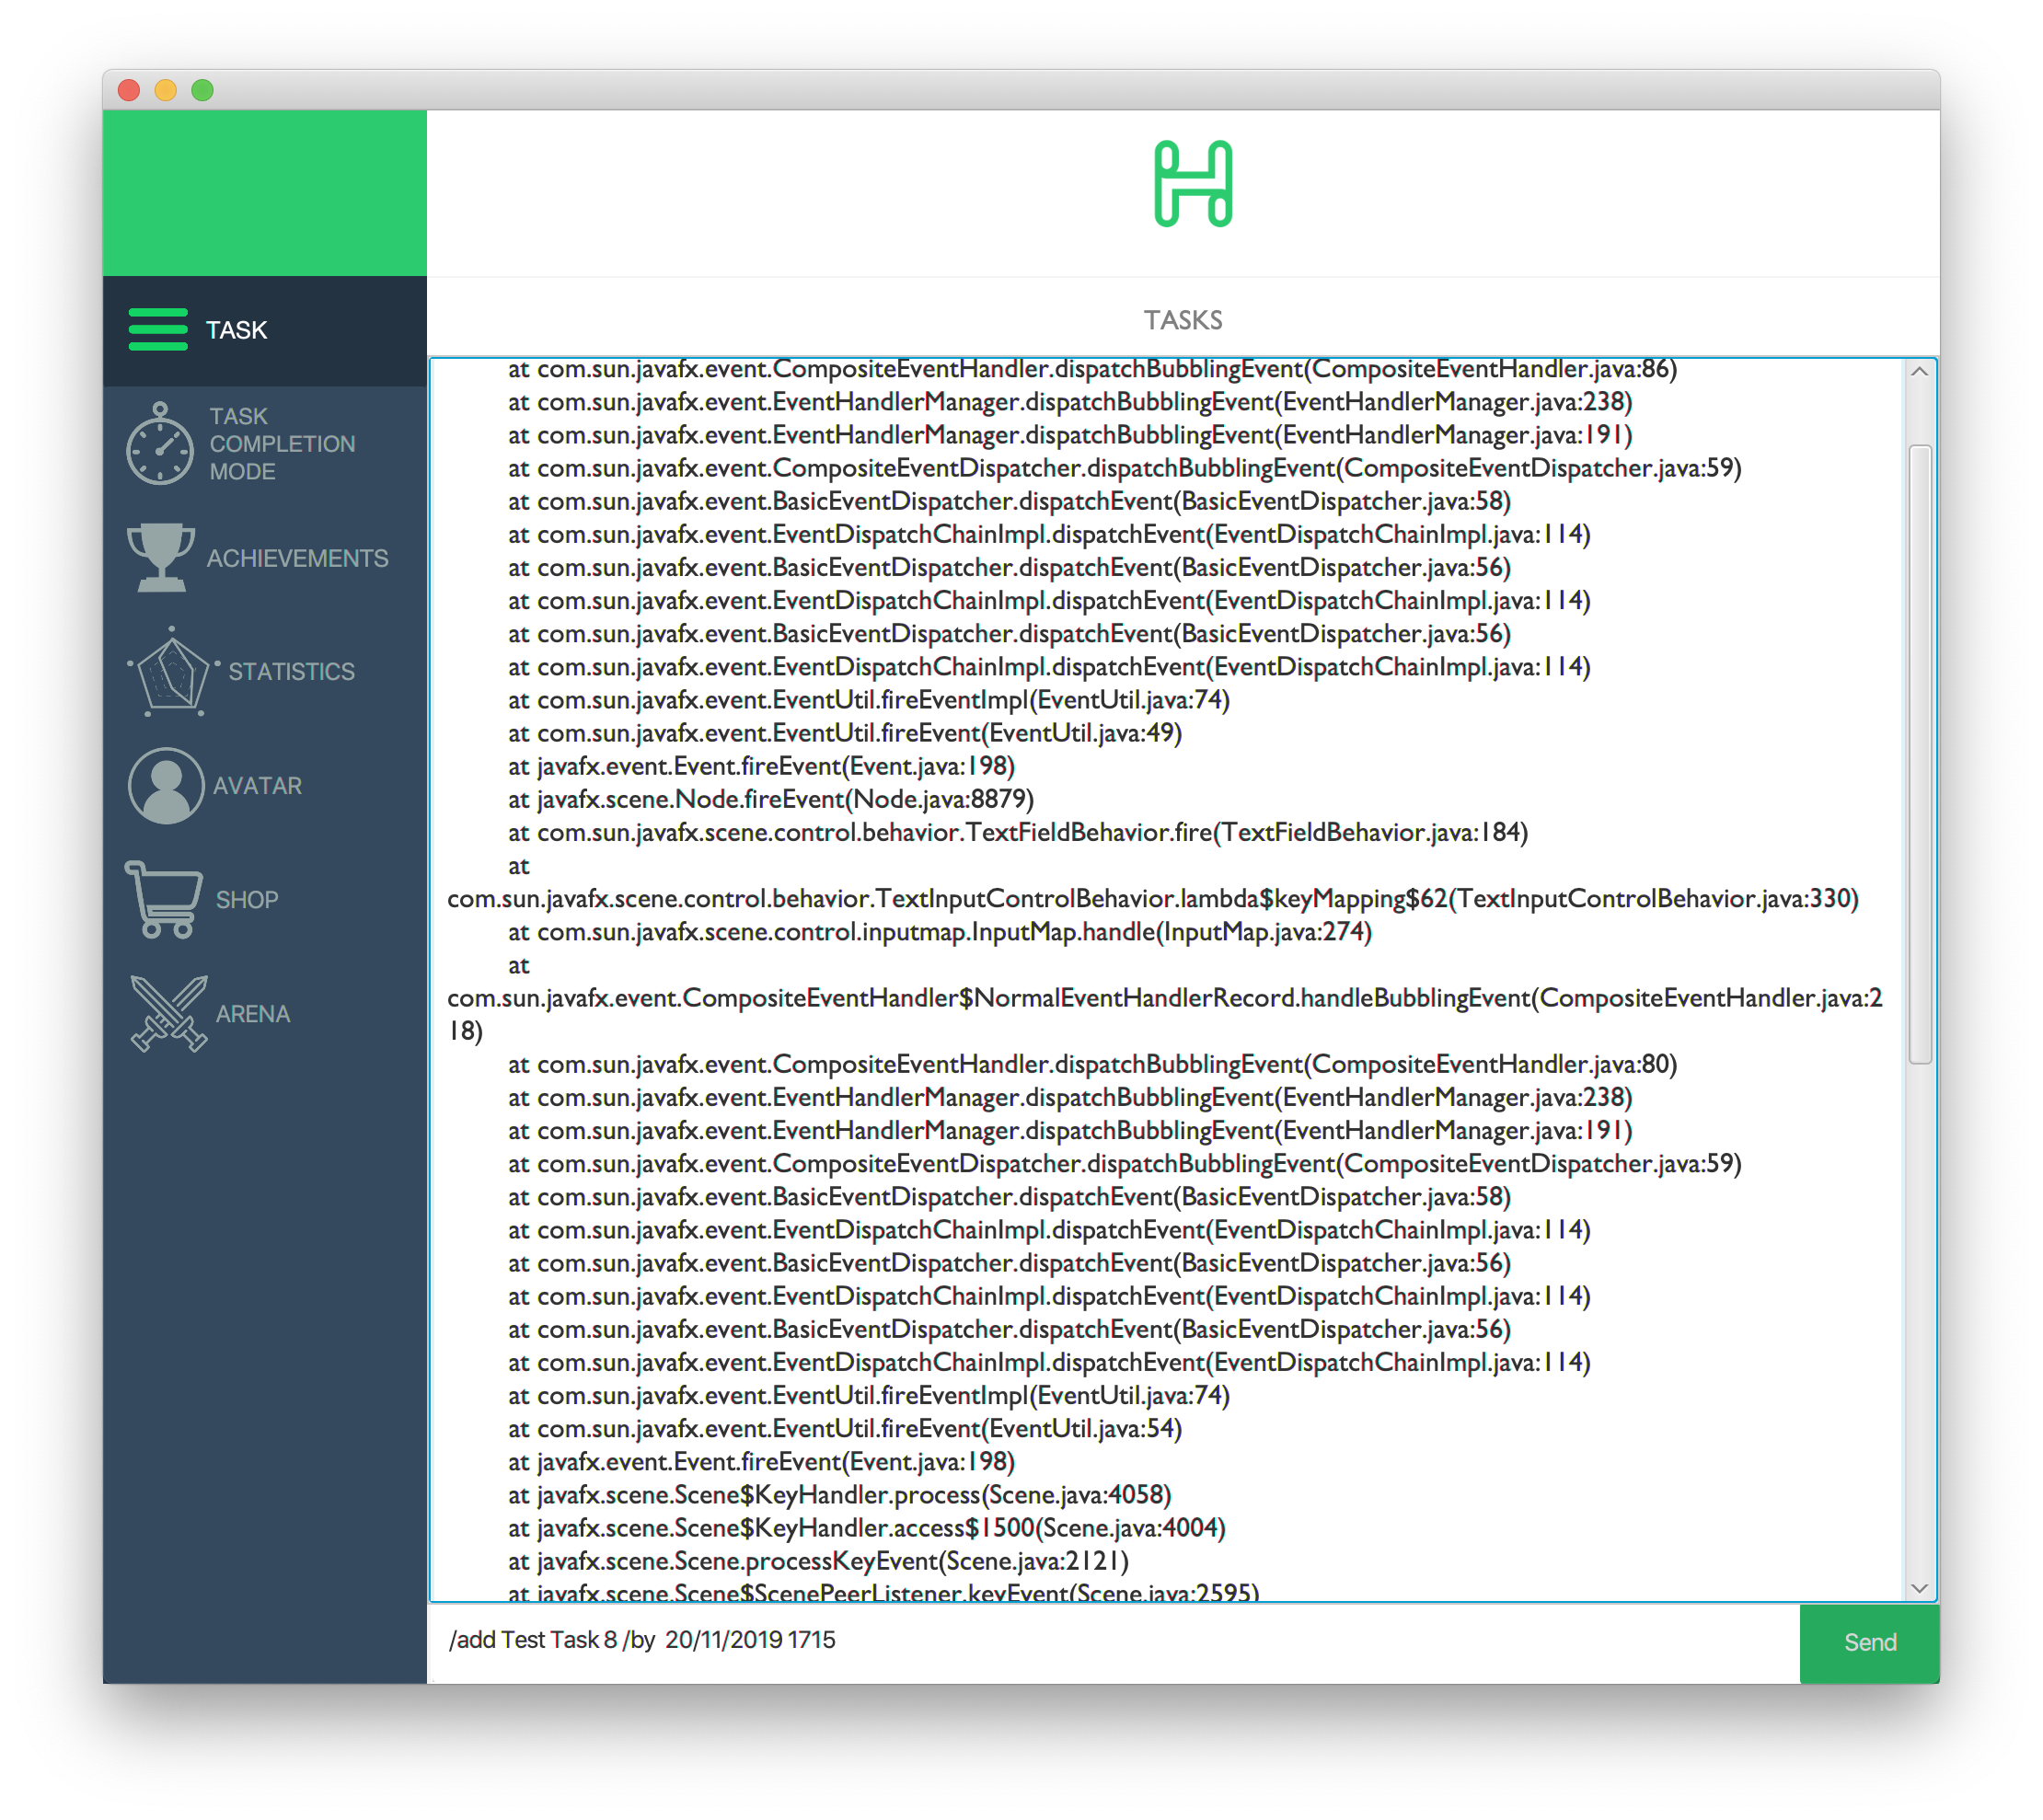 TASK
TASK
COMPLETION
MODE
ACHIEVEMENTS
STATISTICS
AVATAR
SHOP
ARENA
TASKS
at com.sun.javafx.event.CompositeEventHandler.dispatchBubblingEvent(CompositeEventHandler.java:86)
at com.sun.javafx.event.EventHandlerManager.dispatchBubblingEvent(EventHandlerManager.java:238)
at com.sun.javafx.event.EventHandlerManager.dispatchBubblingEvent(EventHandlerManager.java:191)
at com.sun.javafx.event.CompositeEventDispatcher.dispatchBubblingEvent(CompositeEventDispatcher.java:59)
at com.sun.javafx.event.BasicEventDispatcher.dispatchEvent(BasicEventDispatcher.java:58)
at com.sun.javafx.event.EventDispatchChainImpl.dispatchEvent(EventDispatchChainImpl.java:114)
at com.sun.javafx.event.BasicEventDispatcher.dispatchEvent(BasicEventDispatcher.java:56)
at com.sun.javafx.event.EventDispatchChainImpl.dispatchEvent(EventDispatchChainImpl.java:114)
at com.sun.javafx.event.BasicEventDispatcher.dispatchEvent(BasicEventDispatcher.java:56)
at com.sun.javafx.event.EventDispatchChainImpl.dispatchEvent(EventDispatchChainImpl.java:114)
at com.sun.javafx.event.EventUtil.fireEventImpl(EventUtil.java:74)
at com.sun.javafx.event.EventUtil.fireEvent(EventUtil.java:49)
at javafx.event.Event.fireEvent(Event.java:198)
at javafx.scene.Node.fireEvent(Node.java:8879)
at com.sun.javafx.scene.control.behavior.TextFieldBehavior.fire(TextFieldBehavior.java:184)
at
com.sun.javafx.scene.control.behavior.TextInputControlBehavior.lambda$keyMapping$62(TextInputControlBehavior.java:330)
at com.sun.javafx.scene.control.inputmap.InputMap.handle(InputMap.java:274)
at
com.sun.javafx.event.CompositeEventHandler$NormalEventHandlerRecord.handleBubblingEvent(CompositeEventHandler.java:2
18)
at com.sun.javafx.event.CompositeEventHandler.dispatchBubblingEvent(CompositeEventHandler.java:80)
at com.sun.javafx.event.EventHandlerManager.dispatchBubblingEvent(EventHandlerManager.java:238)
at com.sun.javafx.event.EventHandlerManager.dispatchBubblingEvent(EventHandlerManager.java:191)
at com.sun.javafx.event.CompositeEventDispatcher.dispatchBubblingEvent(CompositeEventDispatcher.java:59)
at com.sun.javafx.event.BasicEventDispatcher.dispatchEvent(BasicEventDispatcher.java:58)
at com.sun.javafx.event.EventDispatchChainImpl.dispatchEvent(EventDispatchChainImpl.java:114)
at com.sun.javafx.event.BasicEventDispatcher.dispatchEvent(BasicEventDispatcher.java:56)
at com.sun.javafx.event.EventDispatchChainImpl.dispatchEvent(EventDispatchChainImpl.java:114)
at com.sun.javafx.event.BasicEventDispatcher.dispatchEvent(BasicEventDispatcher.java:56)
at com.sun.javafx.event.EventDispatchChainImpl.dispatchEvent(EventDispatchChainImpl.java:114)
at com.sun.javafx.event.EventUtil.fireEventImpl(EventUtil.java:74)
at com.sun.javafx.event.EventUtil.fireEvent(EventUtil.java:54)
at javafx.event.Event.fireEvent(Event.java:198)
at javafx.scene.Scene$KeyHandler.process(Scene.java:4058)
at javafx.scene.Scene$KeyHandler.access$1500(Scene.java:4004)
at javafx.scene.Scene.processKeyEvent(Scene.java:2121)
at javafx.scene.Scene$ScenePeerListener.keyEvent(Scene.java:2595)
/add Test Task 8 /by  20/11/2019 1715
Send